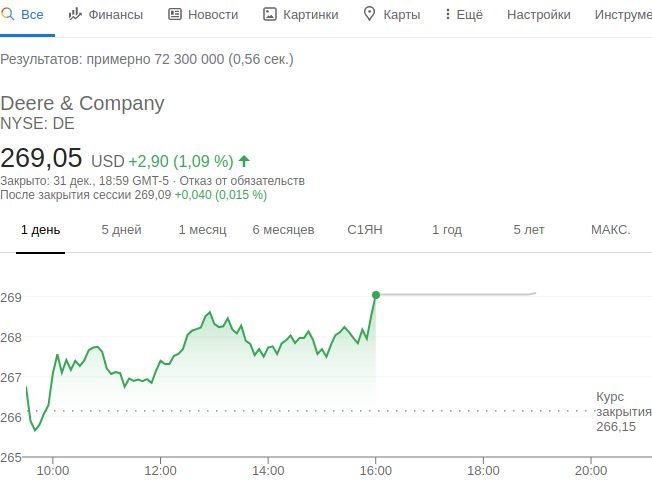 Все Финансы Новости Картинки Карты Ещё Настройки Инструме
Результатов: примерно 72 300 000 (0,56 сек.)
Deere & Company
NYSE: DE
269,05 USD +2,90 (1,09 %)
Закрыто: 31 дек., 18:59 GMT-5 · Отказ от обязательств
После закрытия сессии 269,09 +0,040 (0,015 %)
1 день 5 дней 1 месяц 6 месяцев С1ЯН 1 год 5 лет МАКС.
269
268
267
266
265
Курс
закрытия
266,15
10:00 12:00 14:00 16:00 18:00 20:00